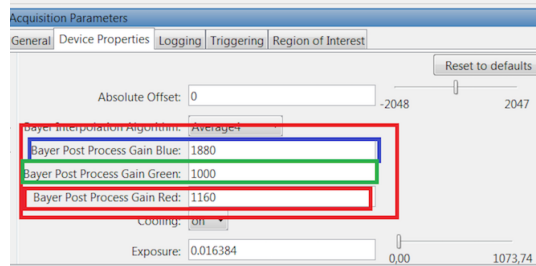 Acquisition Parameters
General Device Properties Logging Triggering Region of Interest
Reset to defaults
Absolute Offset: 0
-2048 2047
Bayer Interpolation Algorithm: Average4
Bayer Post Process Gain Blue: 1880
Bayer Post Process Gain Green: 1000
Bayer Post Process Gain Red: 1160
Cooling: on
Exposure: 0.016384
0,00 1073,74